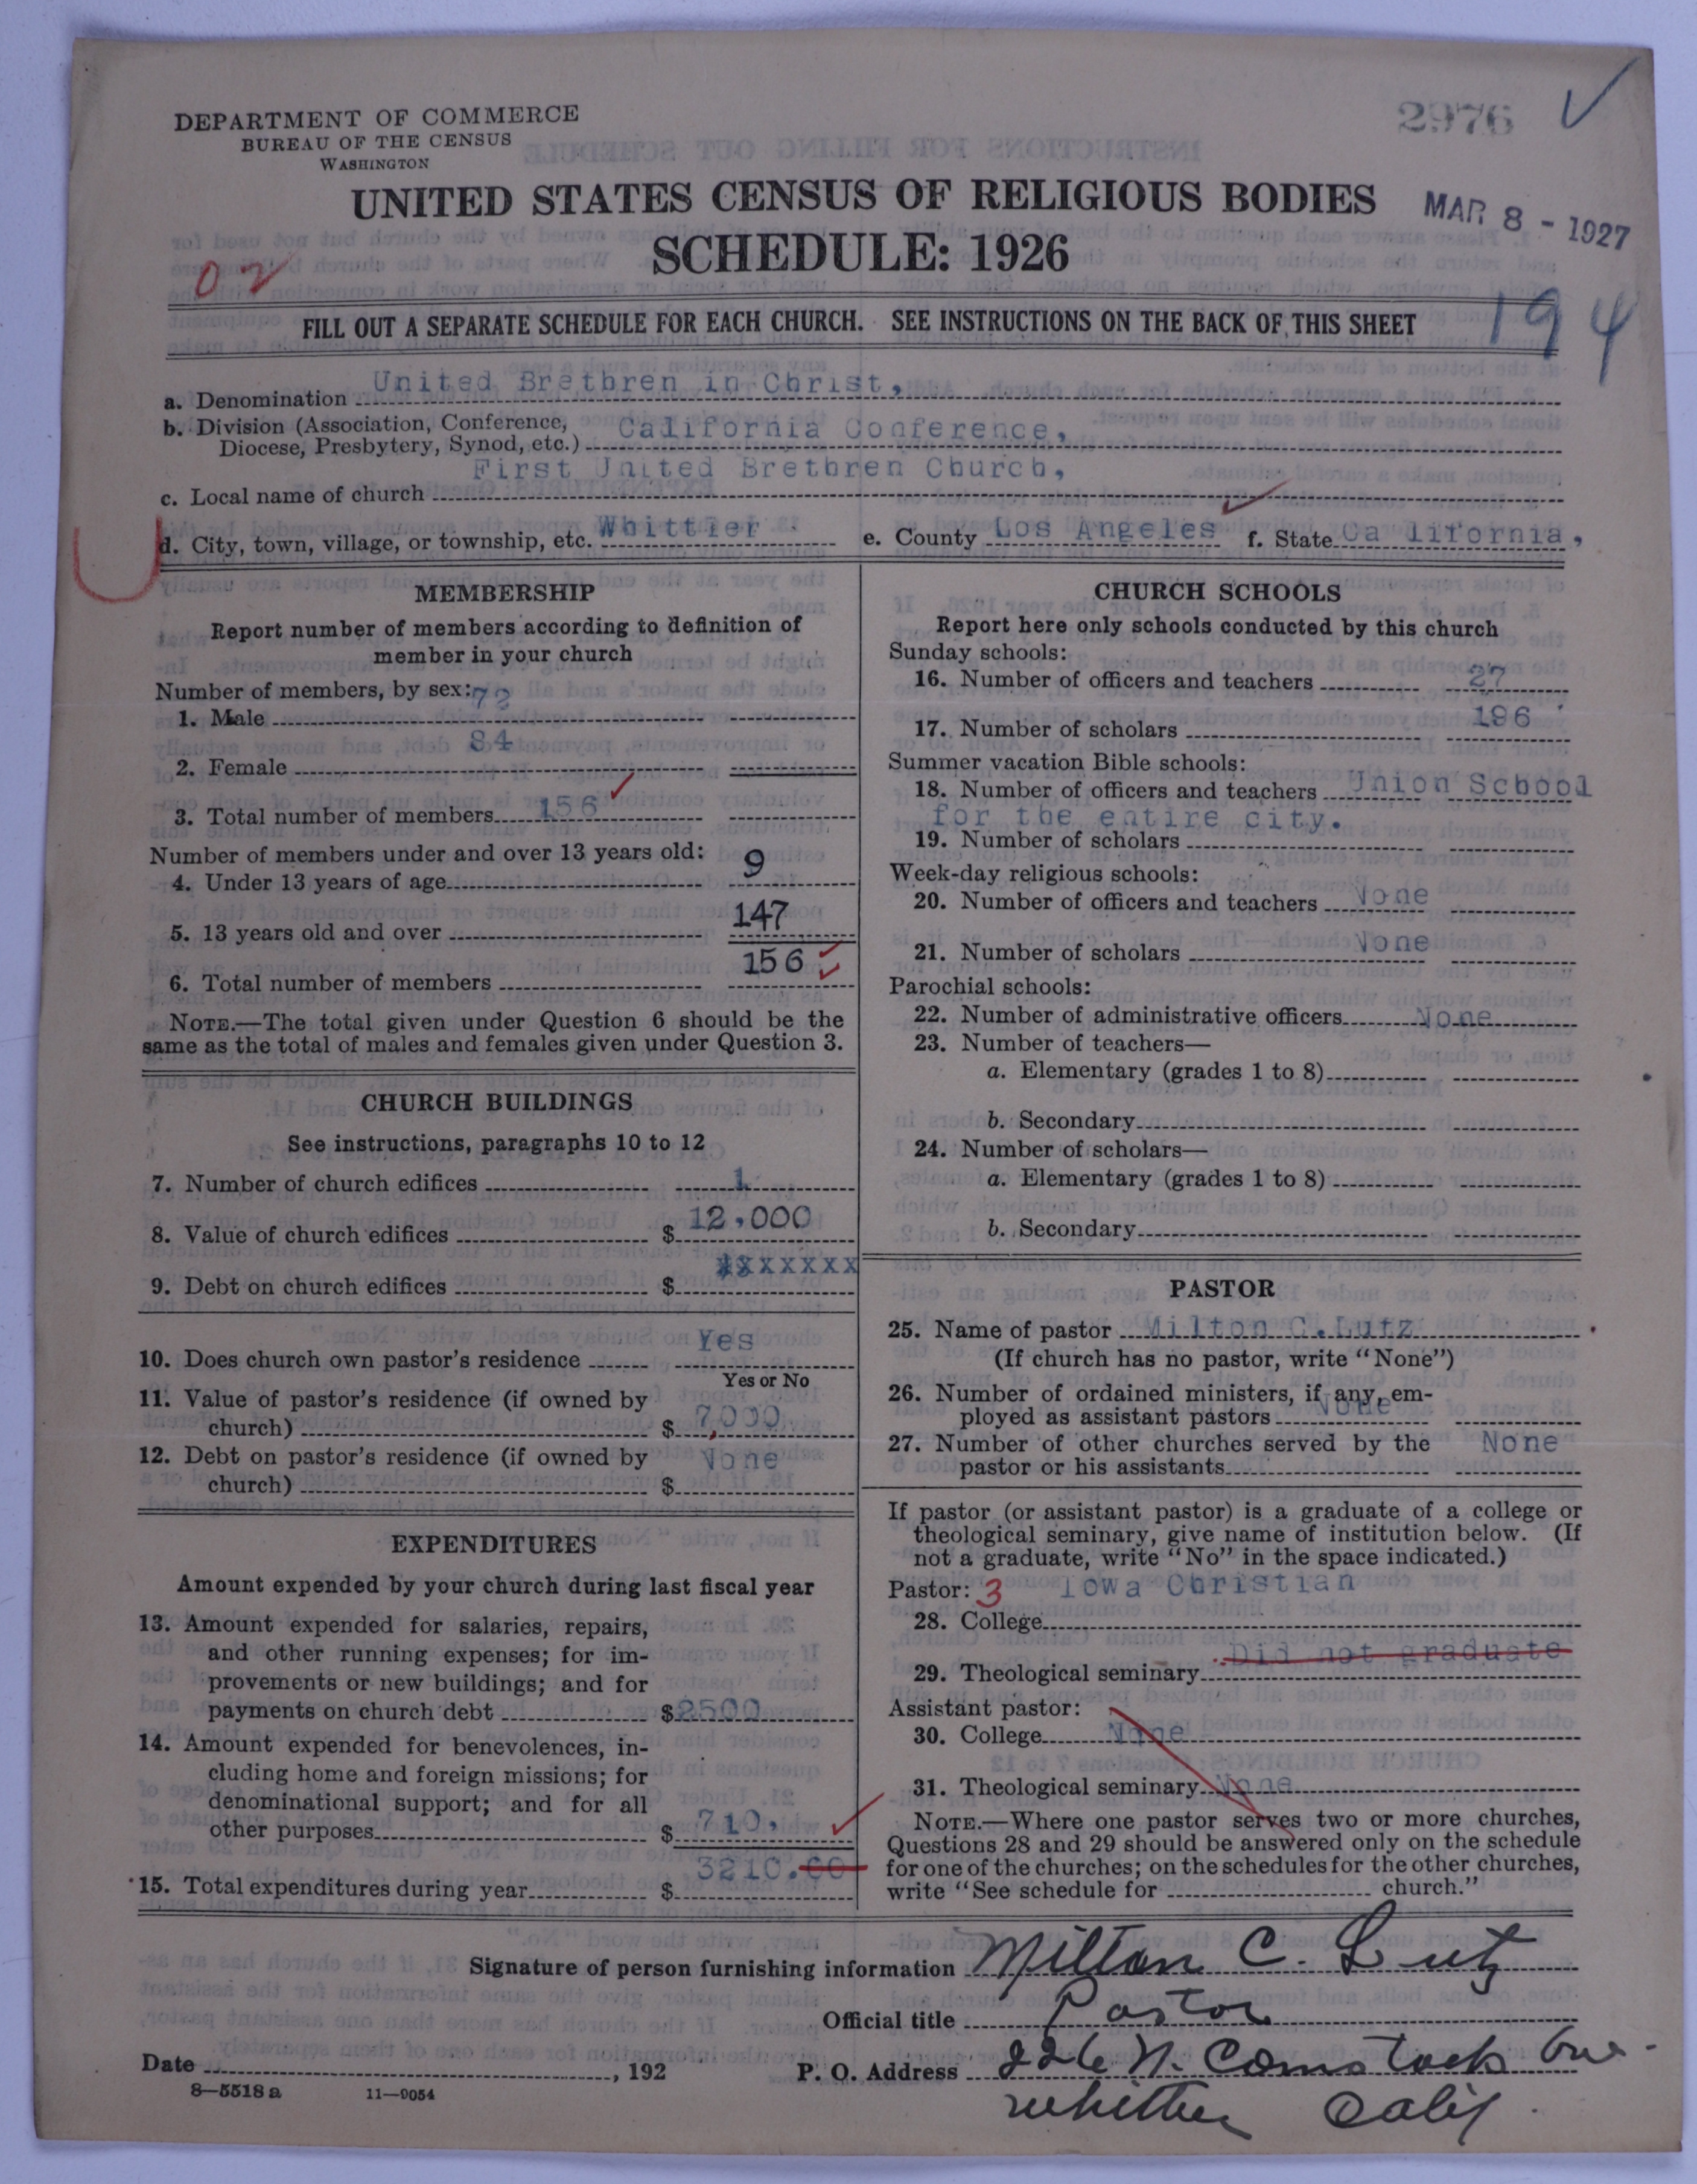 DEPARTMENT OF COMMERCE
BUREAU OF THE CENSUS
WASHINGTON
2976
UNITED STATES CENSUS OF RELIGIOUS BODIES
MAR 8 - 1927
SCHEDULE: 1926
02
194
FILL OUT A SEPARATE SCHEDULE FOR EACH CHURCH. SEE INSTRUCTIONS ON THE BACK OF THIS SHEET
a. Denomination United Brethren in Christ,
b. Division (Association, Conference,
Diocese, Presbytery, Synod, etc.) California Conference,
c. Local name of church First United Brethren Church,
d. City, town, village, or township, etc. Whittier e. County Los Angeles f. State Ca lifornia,
MEMBERSHIP
Report number of members according to definition of
member in your church
Number of members, by sex:
1. Male 72
2. Female 84
3. Total number of members 156
Number of members under and over 13 years old:
4. Under 13 years of age 9
5. 13 years old and over 147
6. Total number of members 156
NOTE.—The total given under Question 6 should be the
same as the total of males and females given under Question 3.
CHURCH BUILDINGS
See instructions, paragraphs 10 to 12
7. Number of church edifices 1
8. Value of church edifices $ 12,000
9. Debt on church edifices $ xxxxxx
10. Does church own pastor's residence Yes
Yes or No
11. Value of pastor's residence (if owned by
church) $ 7,000
12. Debt on pastor's residence (if owned by
church) $ None
EXPENDITURES
Amount expended by your church during last fiscal year
13. Amount expended for salaries, repairs,
and other running expenses; for im-
provements or new buildings; and for
payments on church debt $2500
14. Amount expended for benevolences, in-
cluding home and foreign missions; for
denominational support; and for all
other purposes $ 710.
15. Total expenditures during year $ 3210.00
CHURCH SCHOOLS
Report here only schools conducted by this church
Sunday schools:
16. Number of officers and teachers 27
17. Number of scholars 196
Summer vacation Bible schools:
18. Number of officers and teachers Union School
for the entire city.
19. Number of scholars
Week-day religious schools:
20. Number of officers and teachers None
21. Number of scholars None
Parochial schools:
22. Number of administrative officers None
23. Number of teachers—
a. Elementary (grades 1 to 8)
b. Secondary
24. Number of scholars—
a. Elementary (grades 1 to 8)
b. Secondary
PASTOR
25. Name of pastor Milton C. Lutz
(If church has no pastor, write "None")
26. Number of ordained ministers, if any, em-
ployed as assistant pastors None
27. Number of other churches served by the
pastor or his assistants None
If pastor (or assistant pastor) is a graduate of a college or
theological seminary, give name of institution below. (If
not a graduate, write "No" in the space indicated.)
Pastor: 3
28. College Iowa Christian
29. Theological seminary Did not graduate
Assistant pastor:
30. College None
31. Theological seminary None
NOTE.—Where one pastor serves two or more churches,
Questions 28 and 29 should be answered only on the schedule
for one of the churches; on the schedules for the other churches,
write "See schedule for church."
Signature of person furnishing information Milton C. Lutz
Official title Pastor
Date , 192 P. O. Address 226 N. Comstock Ave.
8—5518 a 11—9054
Whittier Calif.